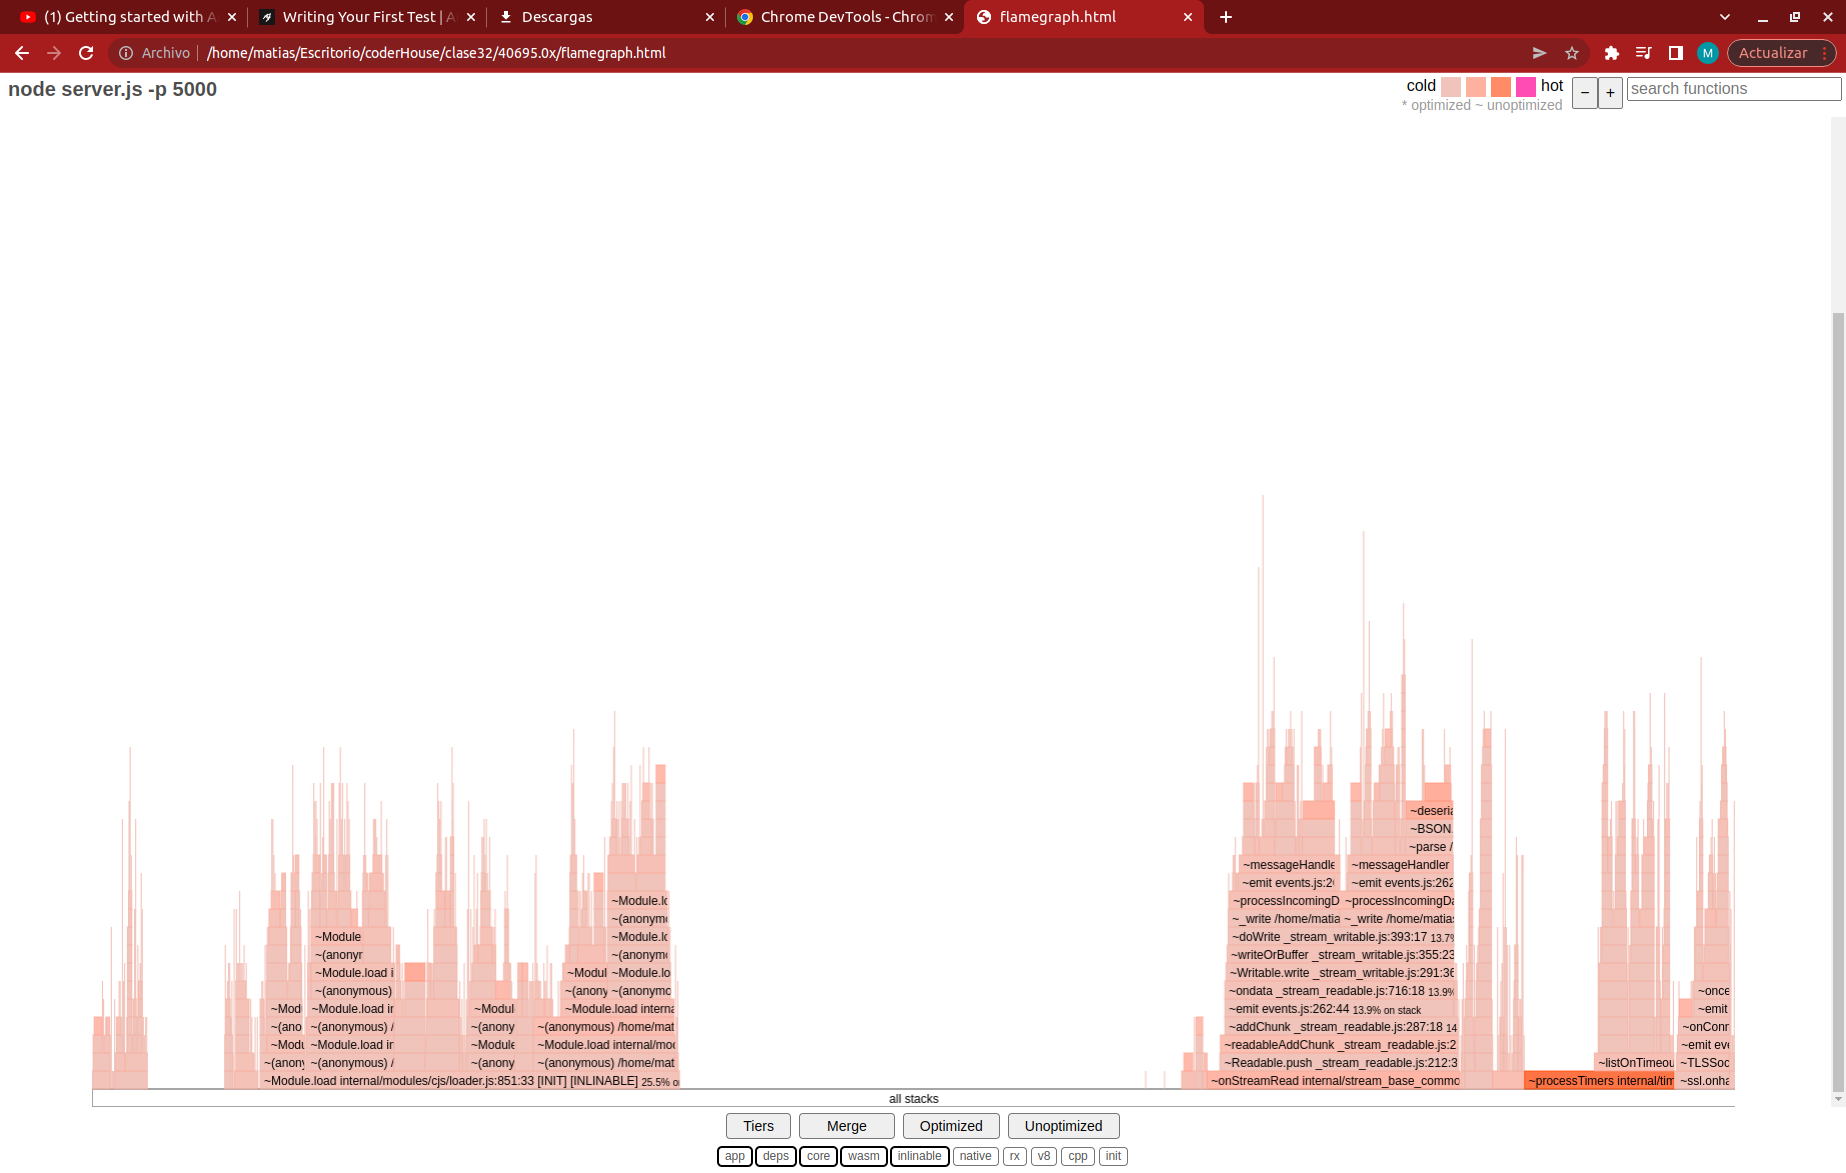 (1) Getting started with A
Writing Your First Test | A
Descargas
Chrome DevTools - Chrom
flamegraph.html
Archivo
/home/matias/Escritorio/coderHouse/clase32/40695.0x/flamegraph.html
M
Actualizar
node server.js -p 5000
cold
hot
− +
search functions
* optimized ~ unoptimized
~deseria
~BSON.
~parse /
~messageHandle ~messageHandler
~emit events.js:26 ~emit events.js:262
~Module.lo ~processIncomingD ~processIncomingDa
~(anonymo ~_write /home/matia ~_write /home/matias
~Module ~Module.lo ~doWrite _stream_writable.js:393:17 13.7%
~(anonyr ~(anonymo ~writeOrBuffer _stream_writable.js:355:23
~Module.load i ~Modul ~Module.lo ~Writable.write _stream_writable.js:291:36
~(anonymous) ~(anony ~(anonymo ~ondata _stream_readable.js:716:18 13.9% ~once
~Mod ~Module.load ir ~Modul ~Module.load interna ~emit events.js:262:44 13.9% on stack ~emit
~(ano ~(anonymous) / ~(anony ~(anonymous) /home/mat ~addChunk _stream_readable.js:287:18 14 ~onConr
~Modu ~Module.load ir ~Module ~Module.load internal/mod ~readableAddChunk _stream_readable.js:2 ~emit eve
~(anony ~(anonymous) / ~(anony ~(anonymous) /home/mat ~Readable.push _stream_readable.js:212:3 ~listOnTimeou ~TLSSoc
~Module.load internal/modules/cjs/loader.js:851:33 [INIT] [INLINABLE] 25.5% o ~onStreamRead internal/stream_base_commo ~processTimers internal/tim ~ssl.onha
all stacks
Tiers Merge Optimized Unoptimized
app deps core wasm inlinable native rx v8 cpp init